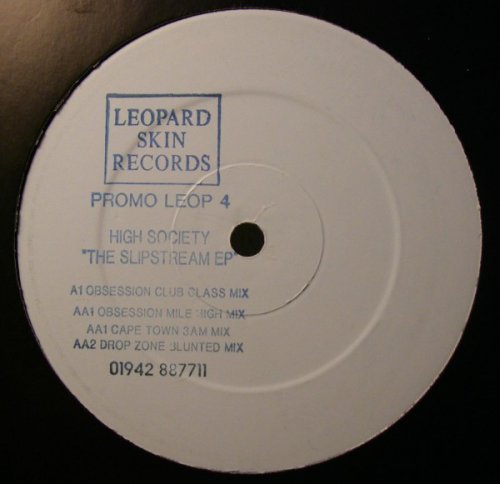 LEOPARD
SKIN
RECORDS
PROMO LEOP 4
HIGH SOCIETY
"THE SLIPSTREAM EP"
A1 OBSESSION CLUB CLASS MIX
AA1 OBSESSION MILE HIGH MIX
AA1 CAPE TOWN 3AM MIX
AA2 DROP ZONE BLUNTED MIX
01942 887711